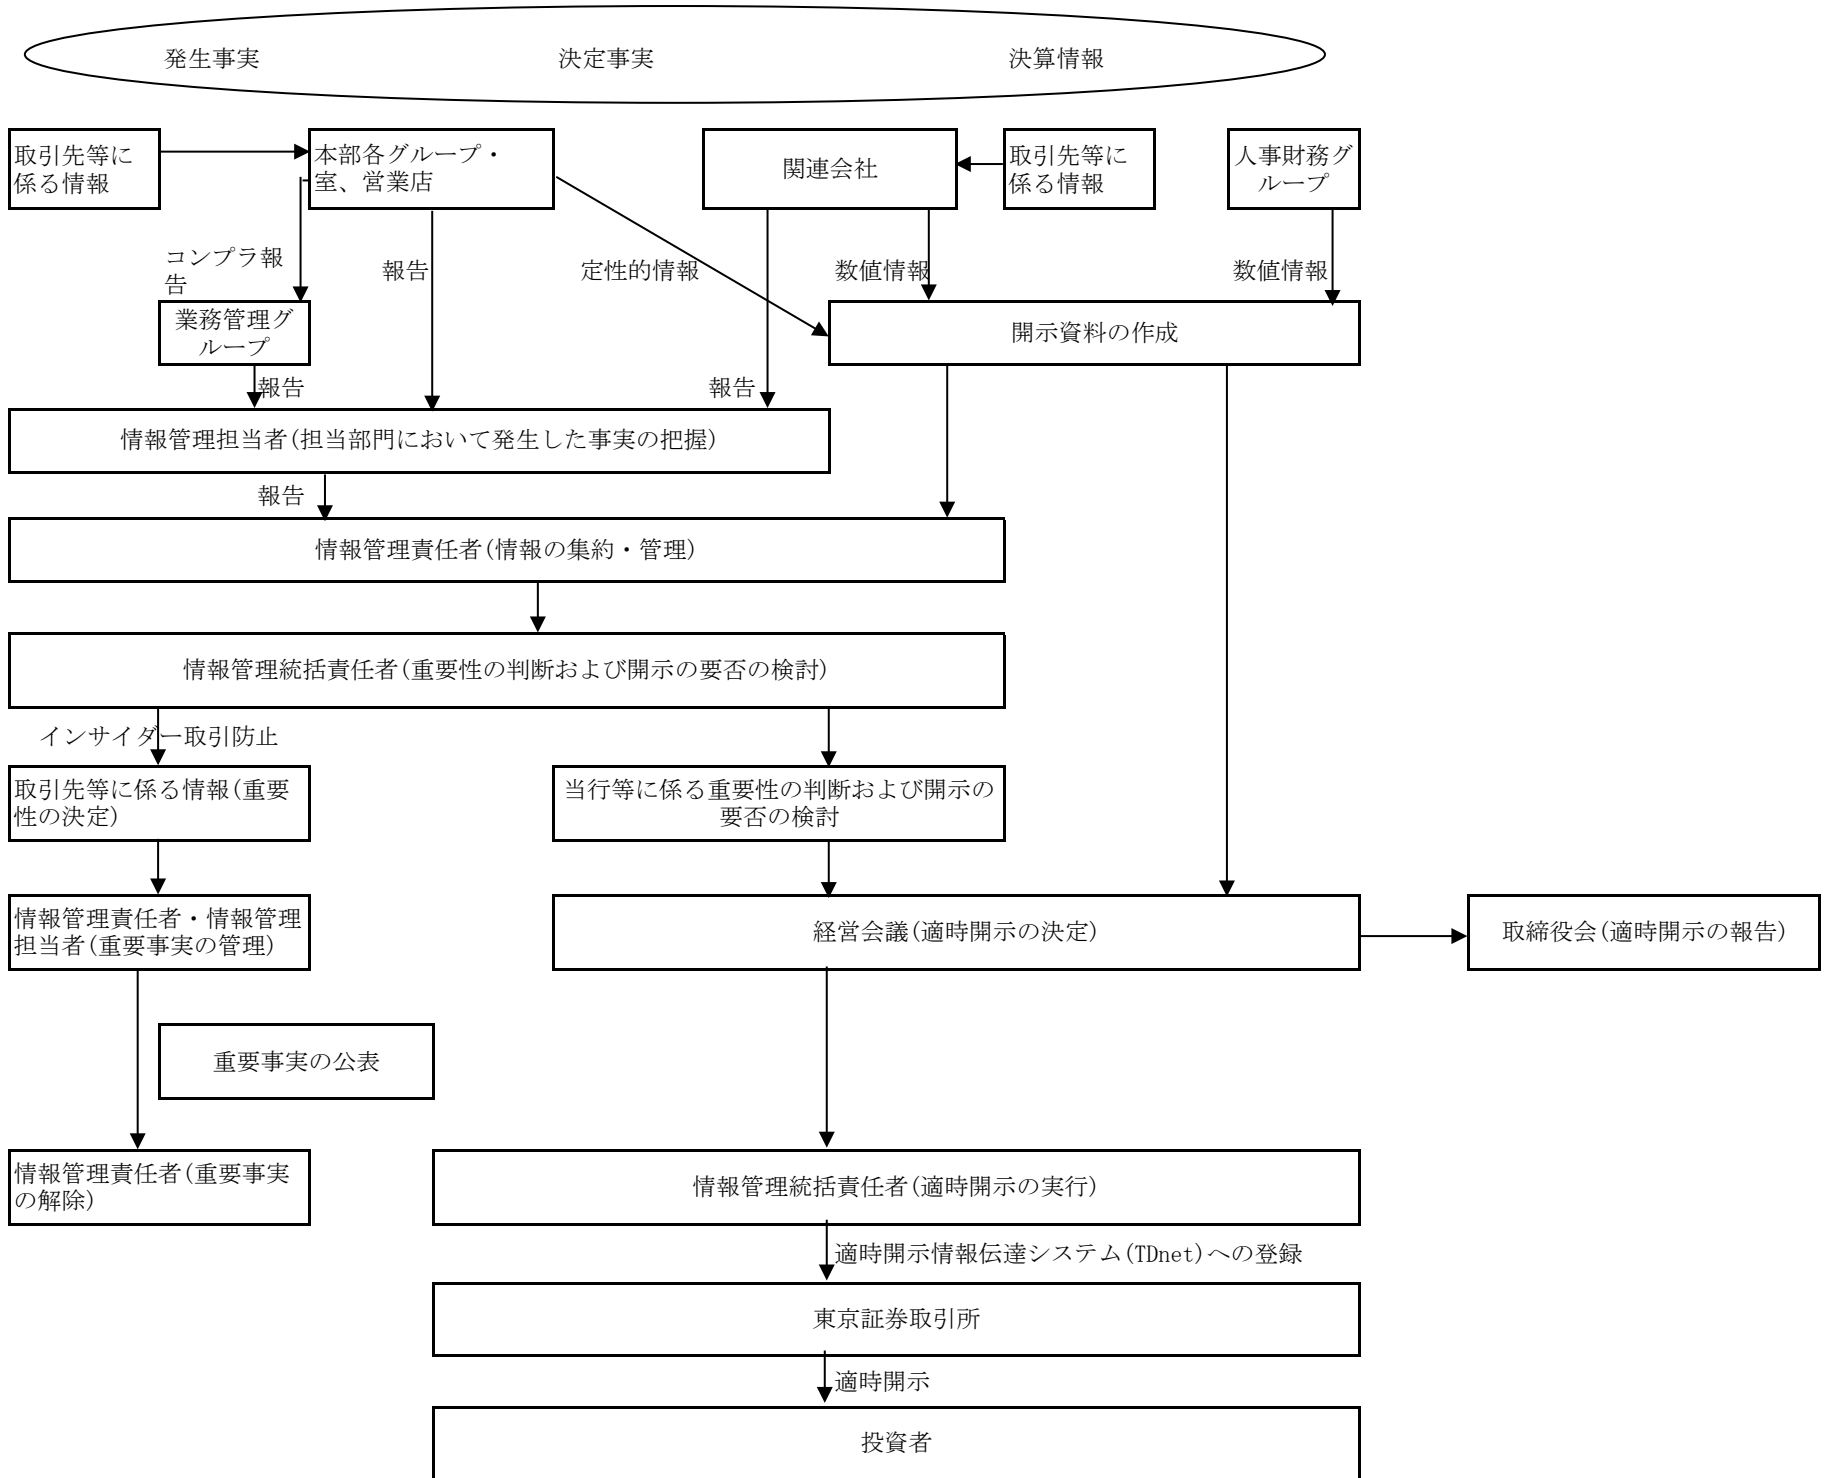 発生事実
決定事実
決算情報
取引先等に
係る情報
本部各グループ・
室、営業店
関連会社
取引先等に
係る情報
人事財務グ
ループ
コンプラ報
告
報告
定性的情報
数値情報
数値情報
業務管理グ
ループ
開示資料の作成
報告
報告
情報管理担当者(担当部門において発生した事実の把握)
報告
情報管理責任者(情報の集約・管理)
情報管理統括責任者(重要性の判断および開示の要否の検討)
インサイダー取引防止
取引先等に係る情報(重要
性の決定)
当行等に係る重要性の判断および開示の
要否の検討
情報管理責任者・情報管理
担当者(重要事実の管理)
経営会議(適時開示の決定)
取締役会(適時開示の報告)
重要事実の公表
情報管理責任者(重要事実
の解除)
情報管理統括責任者(適時開示の実行)
適時開示情報伝達システム(TDnet)への登録
東京証券取引所
適時開示
投資者